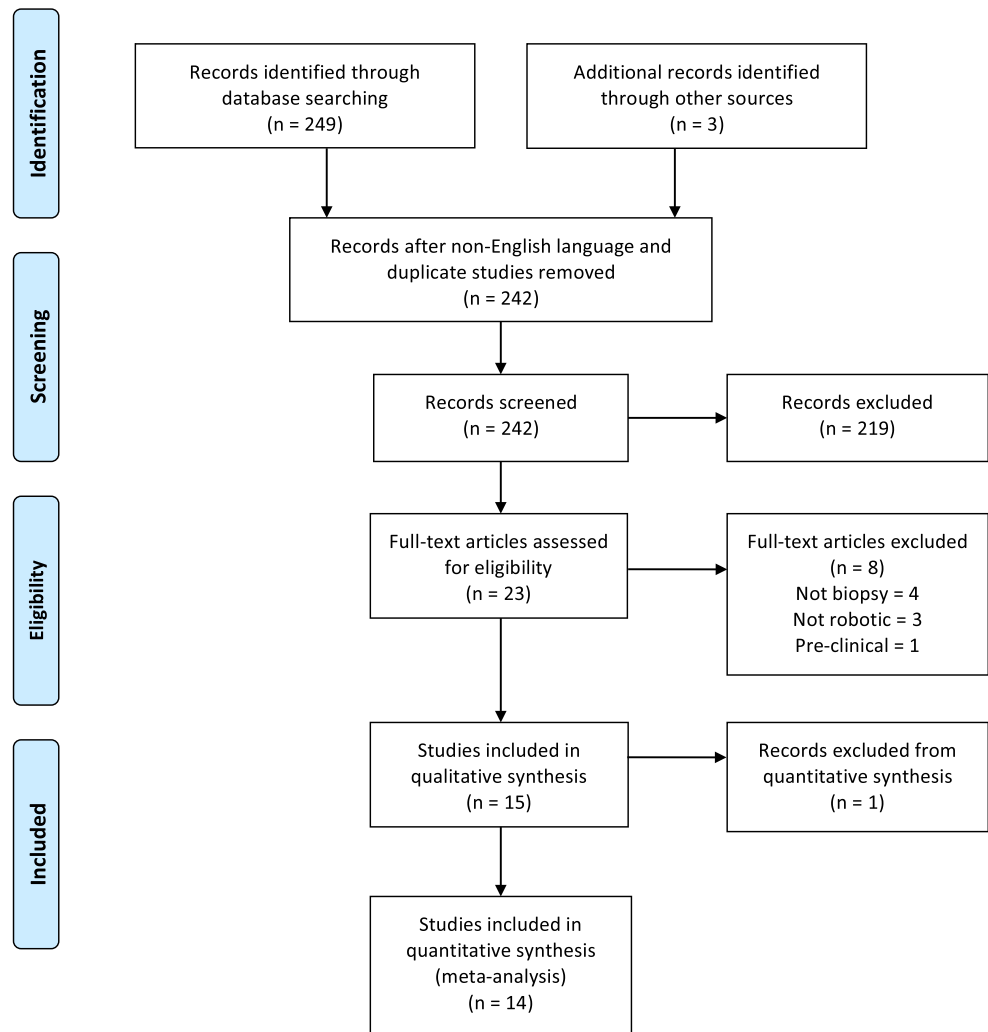 Identification
Records identified through
database searching
(n = 249)
Additional records identified
through other sources
(n = 3)
Records after non-English language and
duplicate studies removed
(n = 242)
Screening
Records screened
(n = 242)
Records excluded
(n = 219)
Eligibility
Full-text articles assessed
for eligibility
(n = 23)
Full-text articles excluded
(n = 8)
Not biopsy = 4
Not robotic = 3
Pre-clinical = 1
Included
Studies included in
qualitative synthesis
(n = 15)
Records excluded from
quantitative synthesis
(n = 1)
Studies included in
quantitative synthesis
(meta-analysis)
(n = 14)